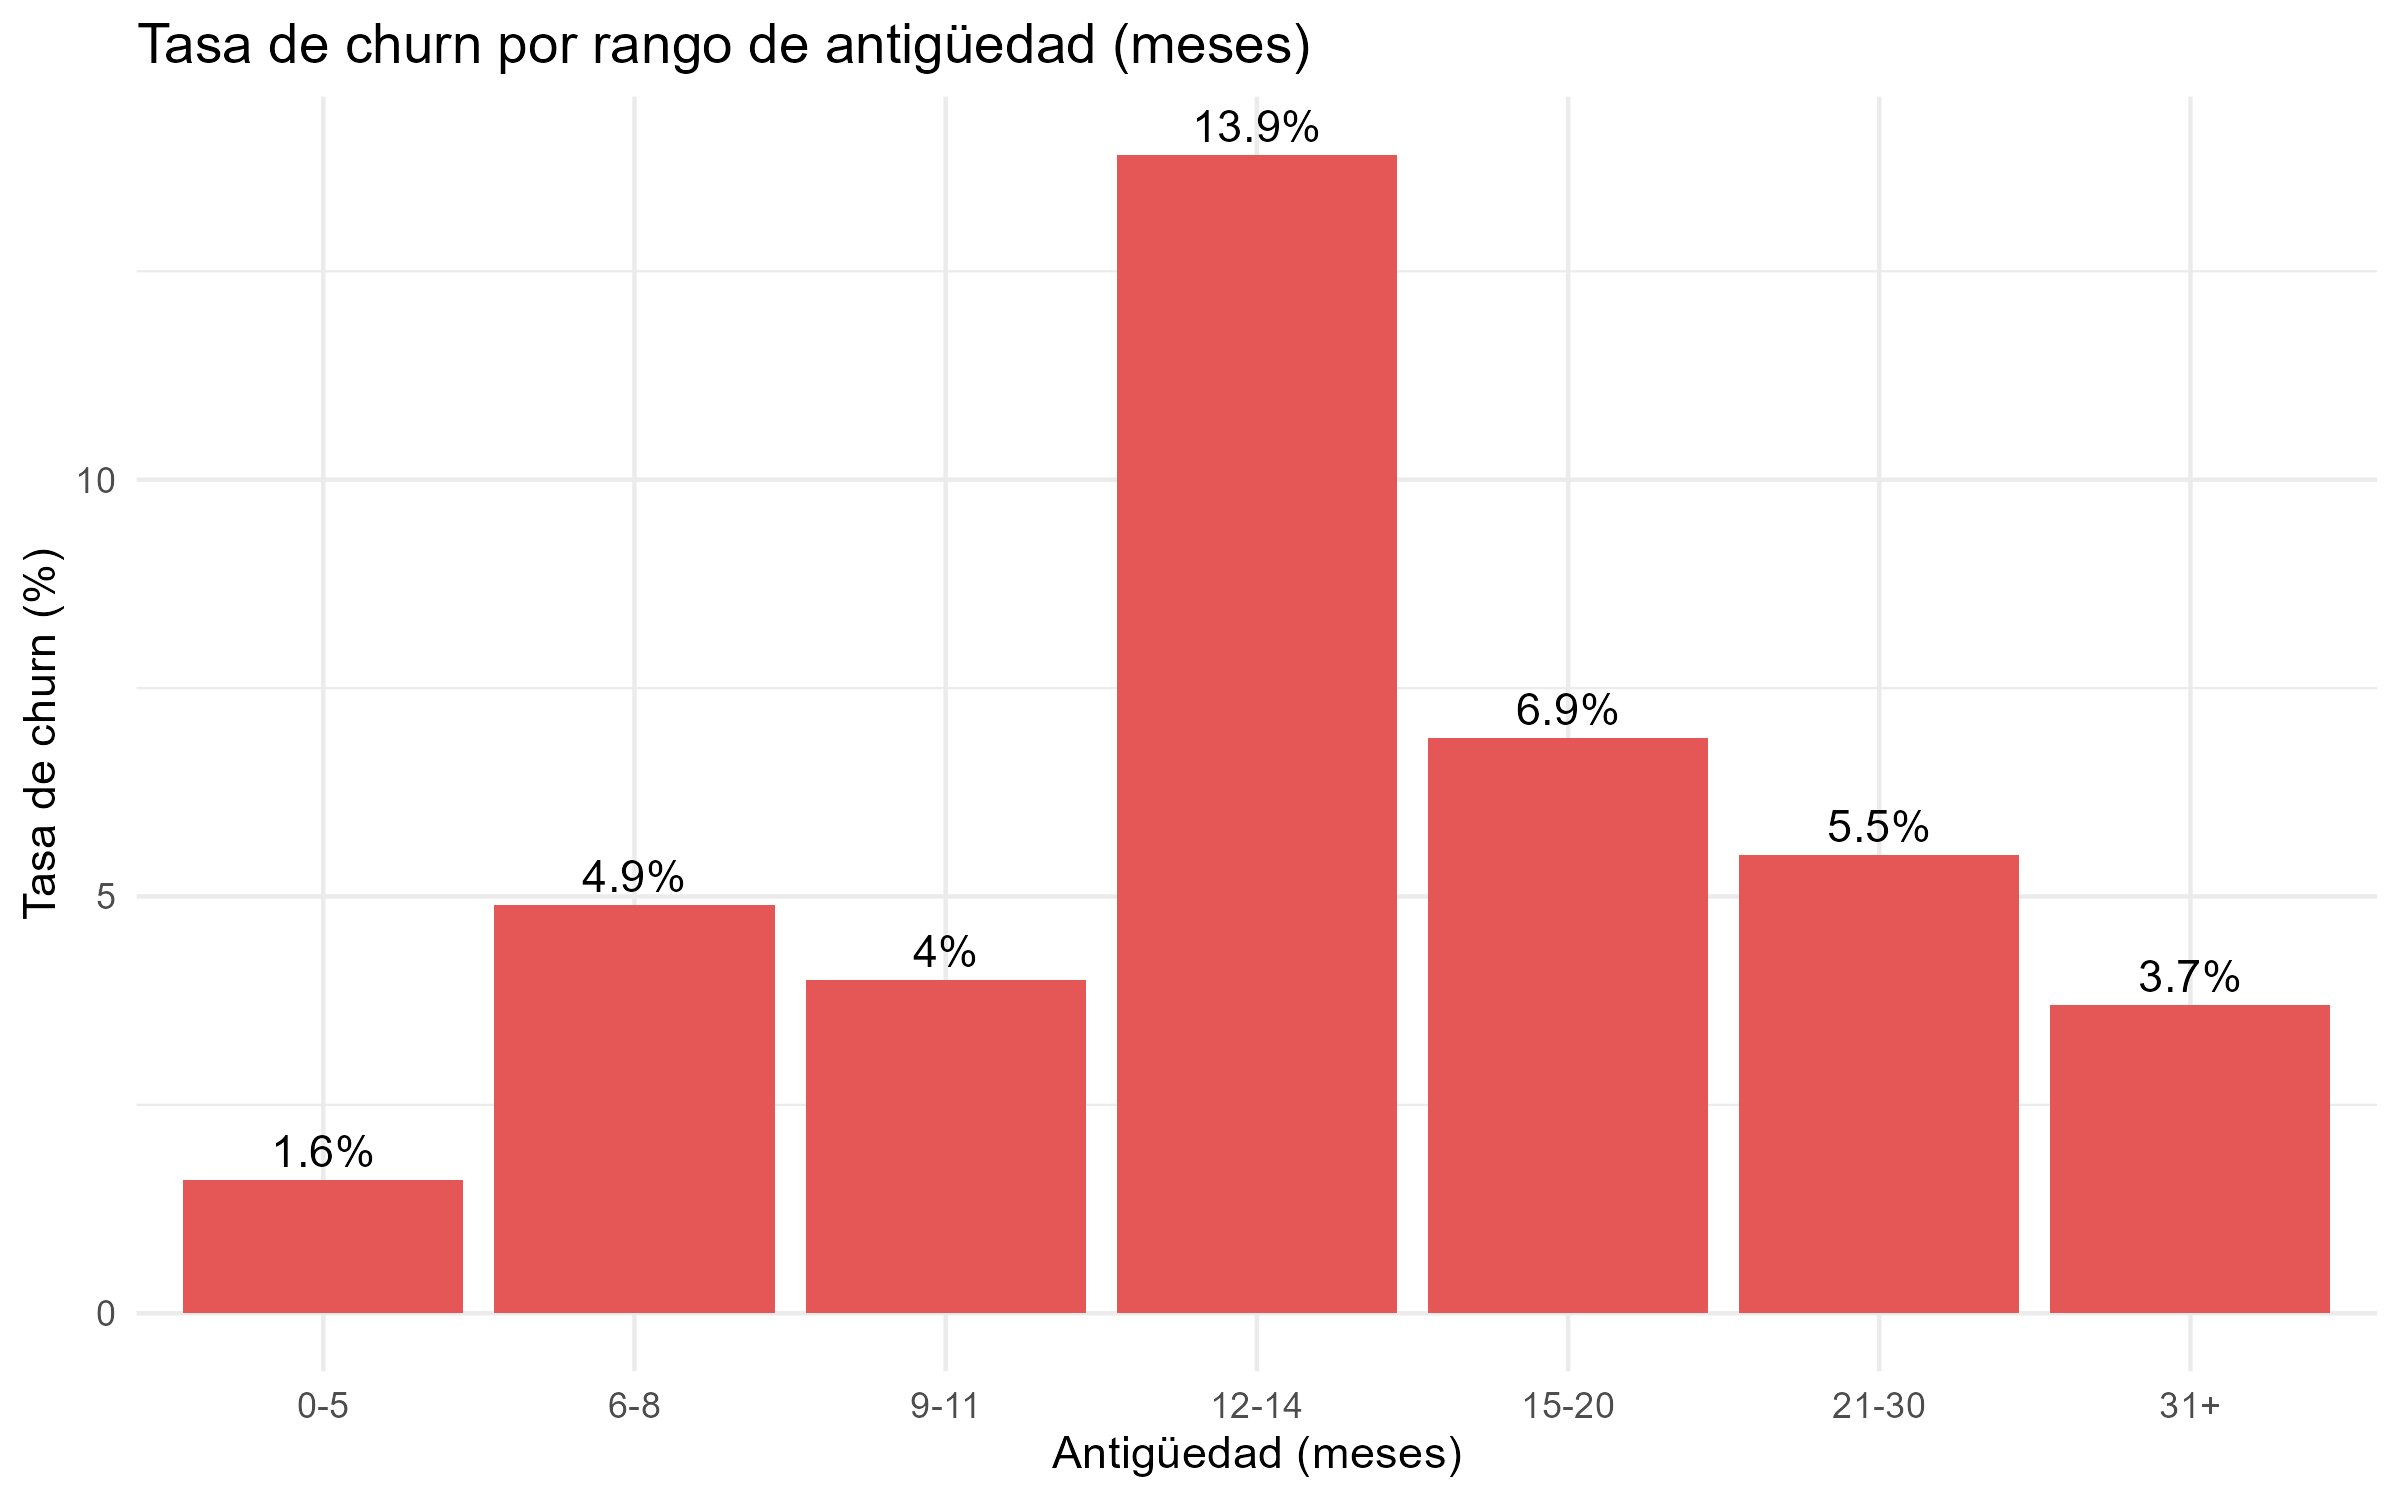 Tasa de churn por rango de antigüedad (meses)
13.9%
10
6.9%
5.5%
4.9%
5
4%
3.7%
1.6%
0
Tasa de churn (%)
0-5 6-8 9-11 12-14 15-20 21-30 31+
Antigüedad (meses)